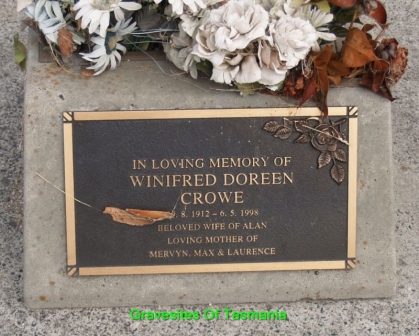 IN LOVING MEMORY OF
WINIFRED DOREEN
CROWE
8. 1912 – 6. 5. 1998
BELOVED WIFE OF ALAN
LOVING MOTHER OF
MERVYN, MAX & LAURENCE
Gravesites Of Tasmania